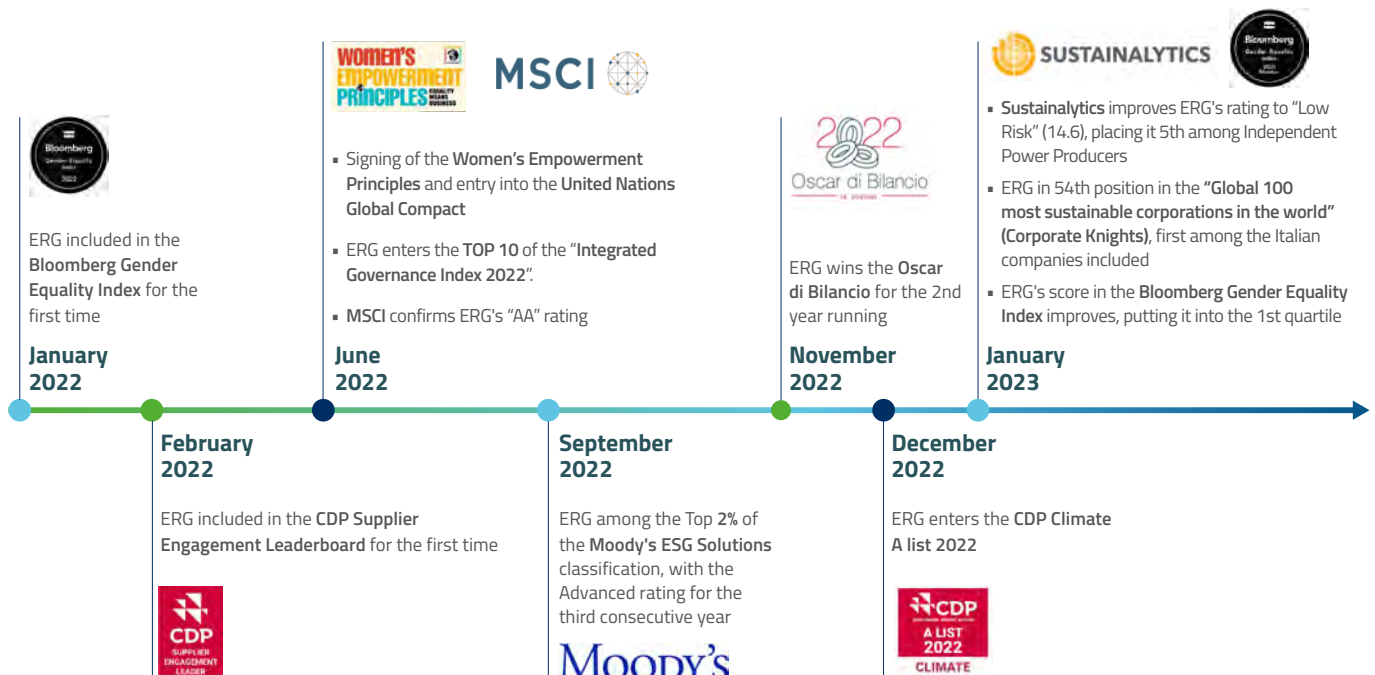 Bloomberg
Gender Equality
Index
2022
ERG included in the
Bloomberg Gender
Equality Index for the
first time
January
2022
WOMEN'S
EMPOWERMENT
PRINCIPLES
EQUALITY
MEANS
BUSINESS
MSCI
▪ Signing of the Women's Empowerment
Principles and entry into the United Nations
Global Compact
▪ ERG enters the TOP 10 of the "Integrated
Governance Index 2022".
▪ MSCI confirms ERG's "AA" rating
June
2022
2022
Oscar di Bilancio
ERG wins the Oscar
di Bilancio for the 2nd
year running
November
2022
SUSTAINALYTICS
Bloomberg
Gender Equality
Index
▪ Sustainalytics improves ERG's rating to "Low
Risk" (14.6), placing it 5th among Independent
Power Producers
▪ ERG in 54th position in the "Global 100
most sustainable corporations in the world"
(Corporate Knights), first among the Italian
companies included
▪ ERG's score in the Bloomberg Gender Equality
Index improves, putting it into the 1st quartile
January
2023
February
2022
ERG included in the CDP Supplier
Engagement Leaderboard for the first time
CDP
SUPPLIER
ENGAGEMENT
LEADER
September
2022
ERG among the Top 2% of
the Moody's ESG Solutions
classification, with the
Advanced rating for the
third consecutive year
MOODY'S
December
2022
ERG enters the CDP Climate
A list 2022
CDP
A LIST
2022
CLIMATE